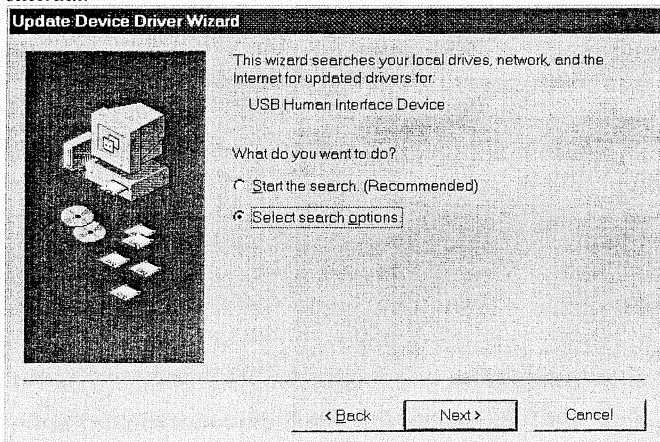 Update Device Driver Wizard
This wizard searches your local drives, network, and the
Internet for updated drivers for:
USB Human Interface Device
What do you want to do?
Start the search. (Recommended)
Select search options.
< Back
Next >
Cancel